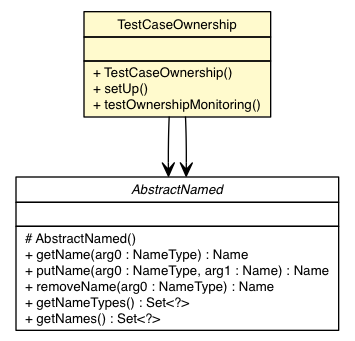 TestCaseOwnership
+ TestCaseOwnership()
+ setUp()
+ testOwnershipMonitoring()
AbstractNamed
# AbstractNamed()
+ getName(arg0 : NameType) : Name
+ putName(arg0 : NameType, arg1 : Name) : Name
+ removeName(arg0 : NameType) : Name
+ getNameTypes() : Set<?>
+ getNames() : Set<?>